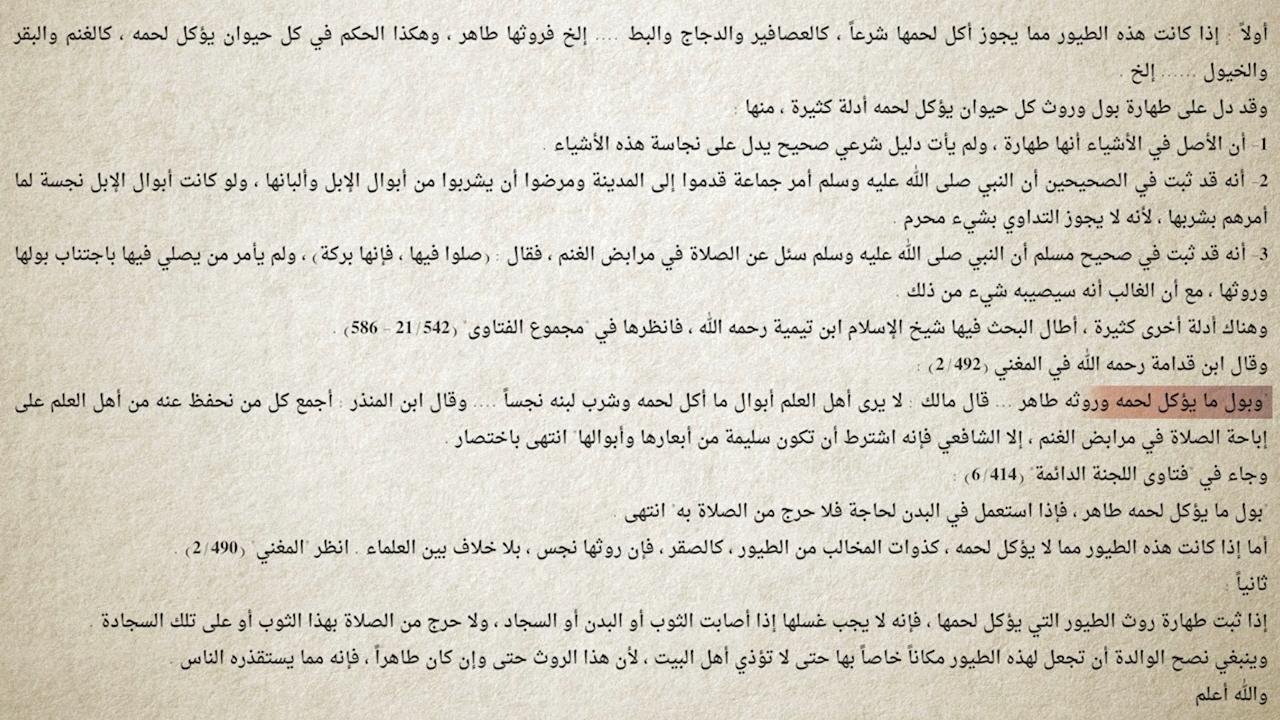 أولاً : إذا كانت هذه الطيور مما يجوز أكل لحمها شرعاً ، كالعصافير والدجاج والبط .... إلخ فروثها طاهر ، وهكذا الحكم في كل حيوان يؤكل لحمه ، كالغنم والبقر
والخيول ...... إلخ .
وقد دل على طهارة بول وروث كل حيوان يؤكل لحمه أدلة كثيرة ، منها :
1- أن الأصل في الأشياء أنها طهارة ، ولم يأت دليل شرعي صحيح يدل على نجاسة هذه الأشياء .
2- أنه قد ثبت في الصحيحين أن النبي صلى الله عليه وسلم أمر جماعة قدموا إلى المدينة ومرضوا أن يشربوا من أبوال الإبل وألبانها ، ولو كانت أبوال الإبل نجسة لما
أمرهم بشربها ، لأنه لا يجوز التداوي بشيء محرم .
3- أنه قد ثبت في صحيح مسلم أن النبي صلى الله عليه وسلم سئل عن الصلاة في مرابض الغنم ، فقال : (صلوا فيها ، فإنها بركة) ، ولم يأمر من يصلي فيها باجتناب بولها
وروثها ، مع أن الغالب أنه سيصيبه شيء من ذلك .
وهناك أدلة أخرى كثيرة ، أطال البحث فيها شيخ الإسلام ابن تيمية رحمه الله ، فانظرها في "مجموع الفتاوى" (21/542 - 586) .
وقال ابن قدامة رحمه الله في المغني (2/492) :
"وبول ما يؤكل لحمه وروثه طاهر ... قال مالك : لا يرى أهل العلم أبوال ما أكل لحمه وشرب لبنه نجساً .... وقال ابن المنذر : أجمع كل من نحفظ عنه من أهل العلم على
إباحة الصلاة في مرابض الغنم ، إلا الشافعي فإنه اشترط أن تكون سليمة من أبعارها وأبوالها" انتهى باختصار .
وجاء في "فتاوى اللجنة الدائمة" (6/414) :
"بول ما يؤكل لحمه طاهر ، فإذا استعمل في البدن لحاجة فلا حرج من الصلاة به" انتهى .
أما إذا كانت هذه الطيور مما لا يؤكل لحمه ، كذوات المخالب من الطيور ، كالصقر ، فإن روثها نجس ، بلا خلاف بين العلماء . انظر "المغني" (2/490) .
ثانياً :
إذا ثبت طهارة روث الطيور التي يؤكل لحمها ، فإنه لا يجب غسلها إذا أصابت الثوب أو البدن أو السجاد ، ولا حرج من الصلاة بهذا الثوب أو على تلك السجادة .
وينبغي نصح الوالدة أن تجعل لهذه الطيور مكاناً خاصاً بها حتى لا تؤذي أهل البيت ، لأن هذا الروث حتى وإن كان طاهراً ، فإنه مما يستقذره الناس .
والله أعلم